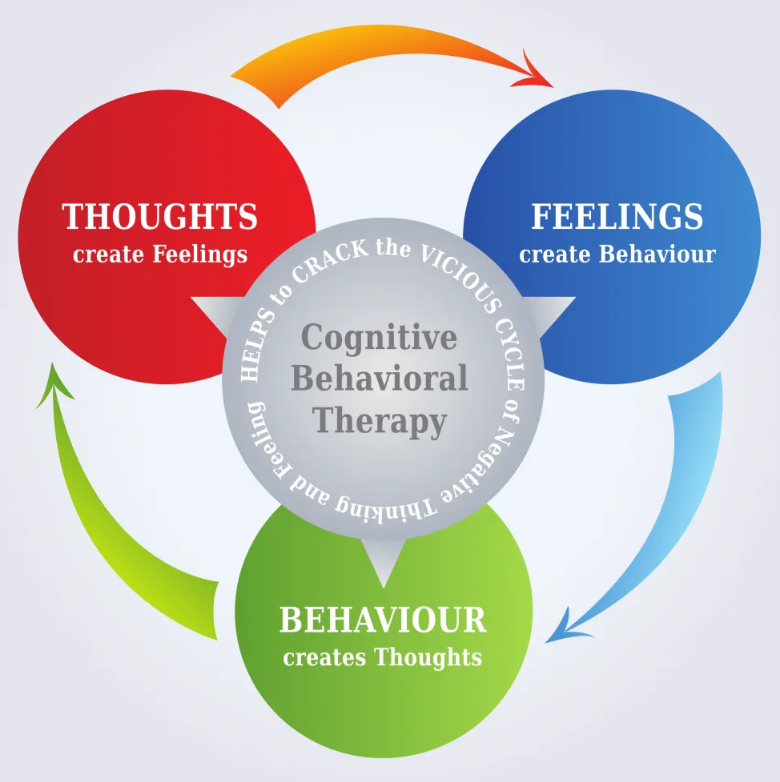 THOUGHTS
create Feelings
FEELINGS
create Behaviour
HELPS to CRACK the VICIOUS CYCLE of Negative Thinking and Feeling
Cognitive
Behavioral
Therapy
BEHAVIOUR
creates Thoughts